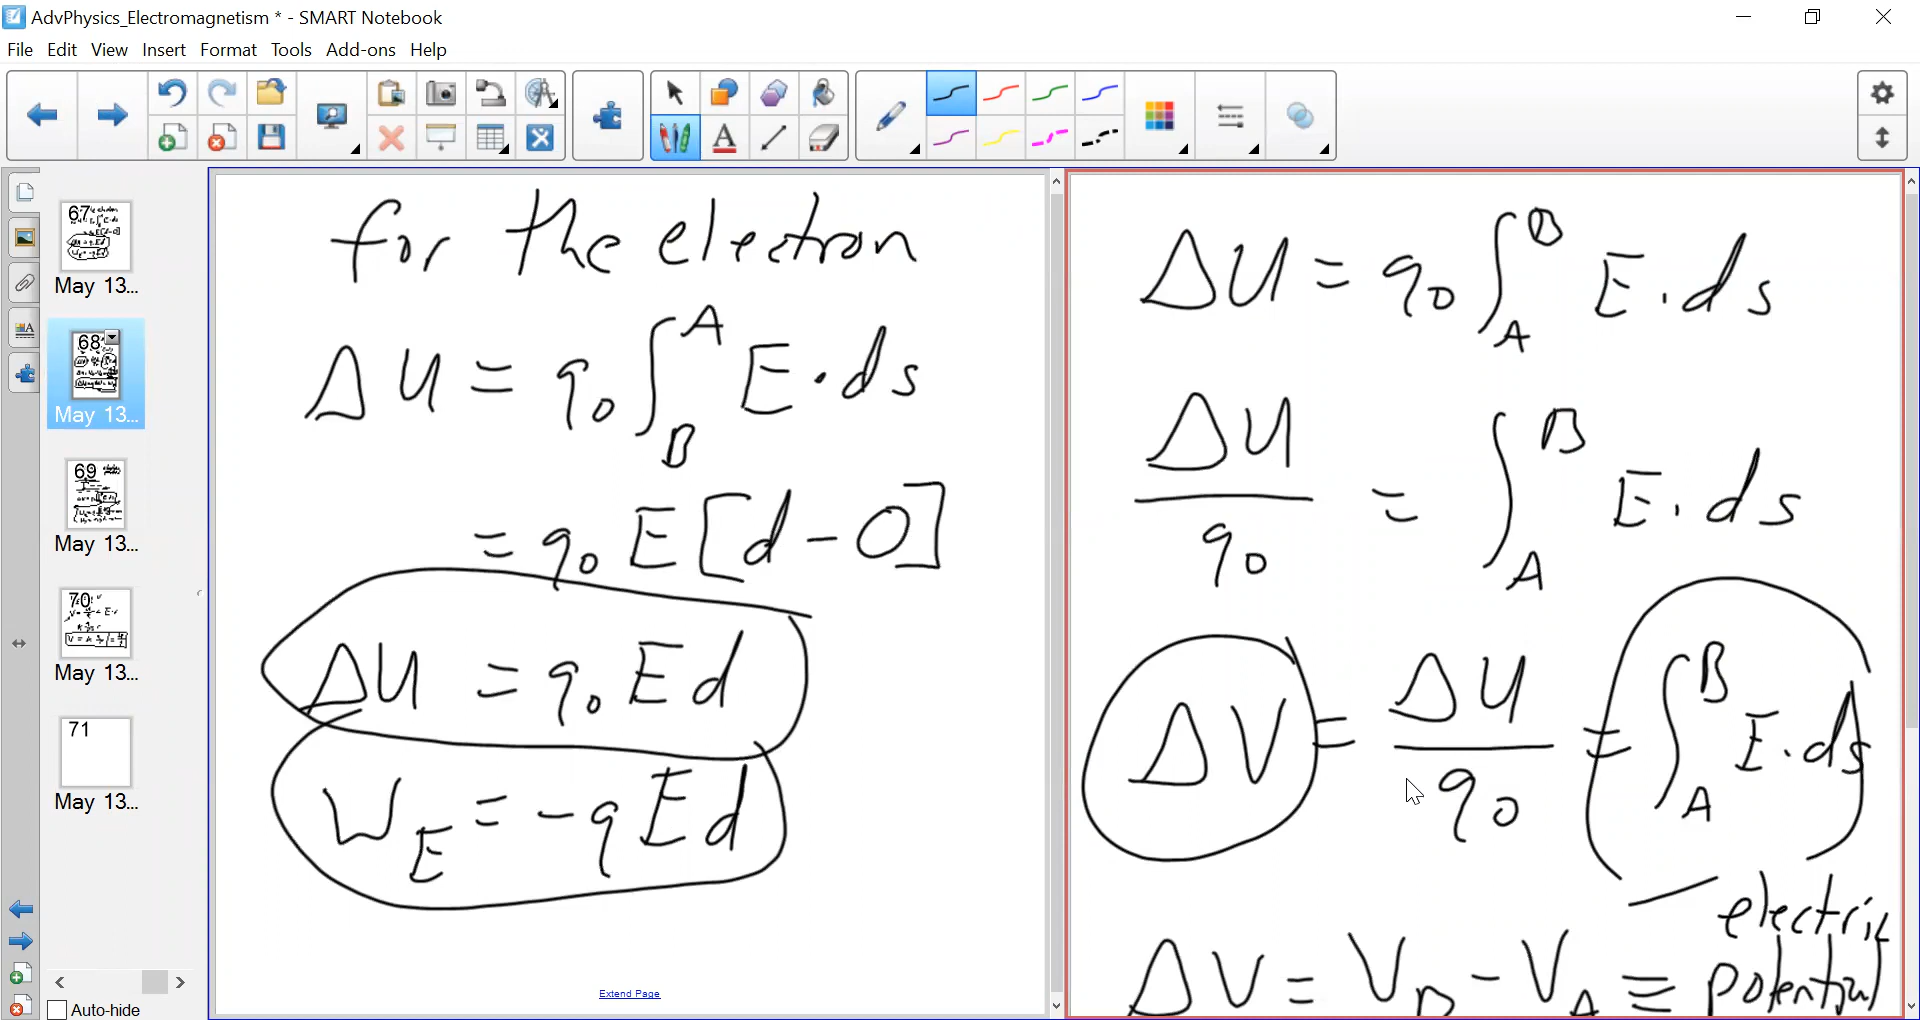 AdvPhysics_Electromagnetism * - SMART Notebook
File Edit View Insert Format Tools Add-ons Help
67
May 13...
68
May 13...
69
May 13...
70
May 13...
71
May 13...
Auto-hide
for the electron
ΔU = q₀ ∫_B^A E · ds
= q₀ E [d - 0]
ΔU = q₀ E d
W_E = - q E d
Extend Page
ΔU = q₀ ∫_A^B E · ds
ΔU / q₀ = ∫_A^B E · ds
ΔV = ΔU / q₀ = ∫_A^B E · ds
electric
ΔV = V_B - V_A ≡ potential